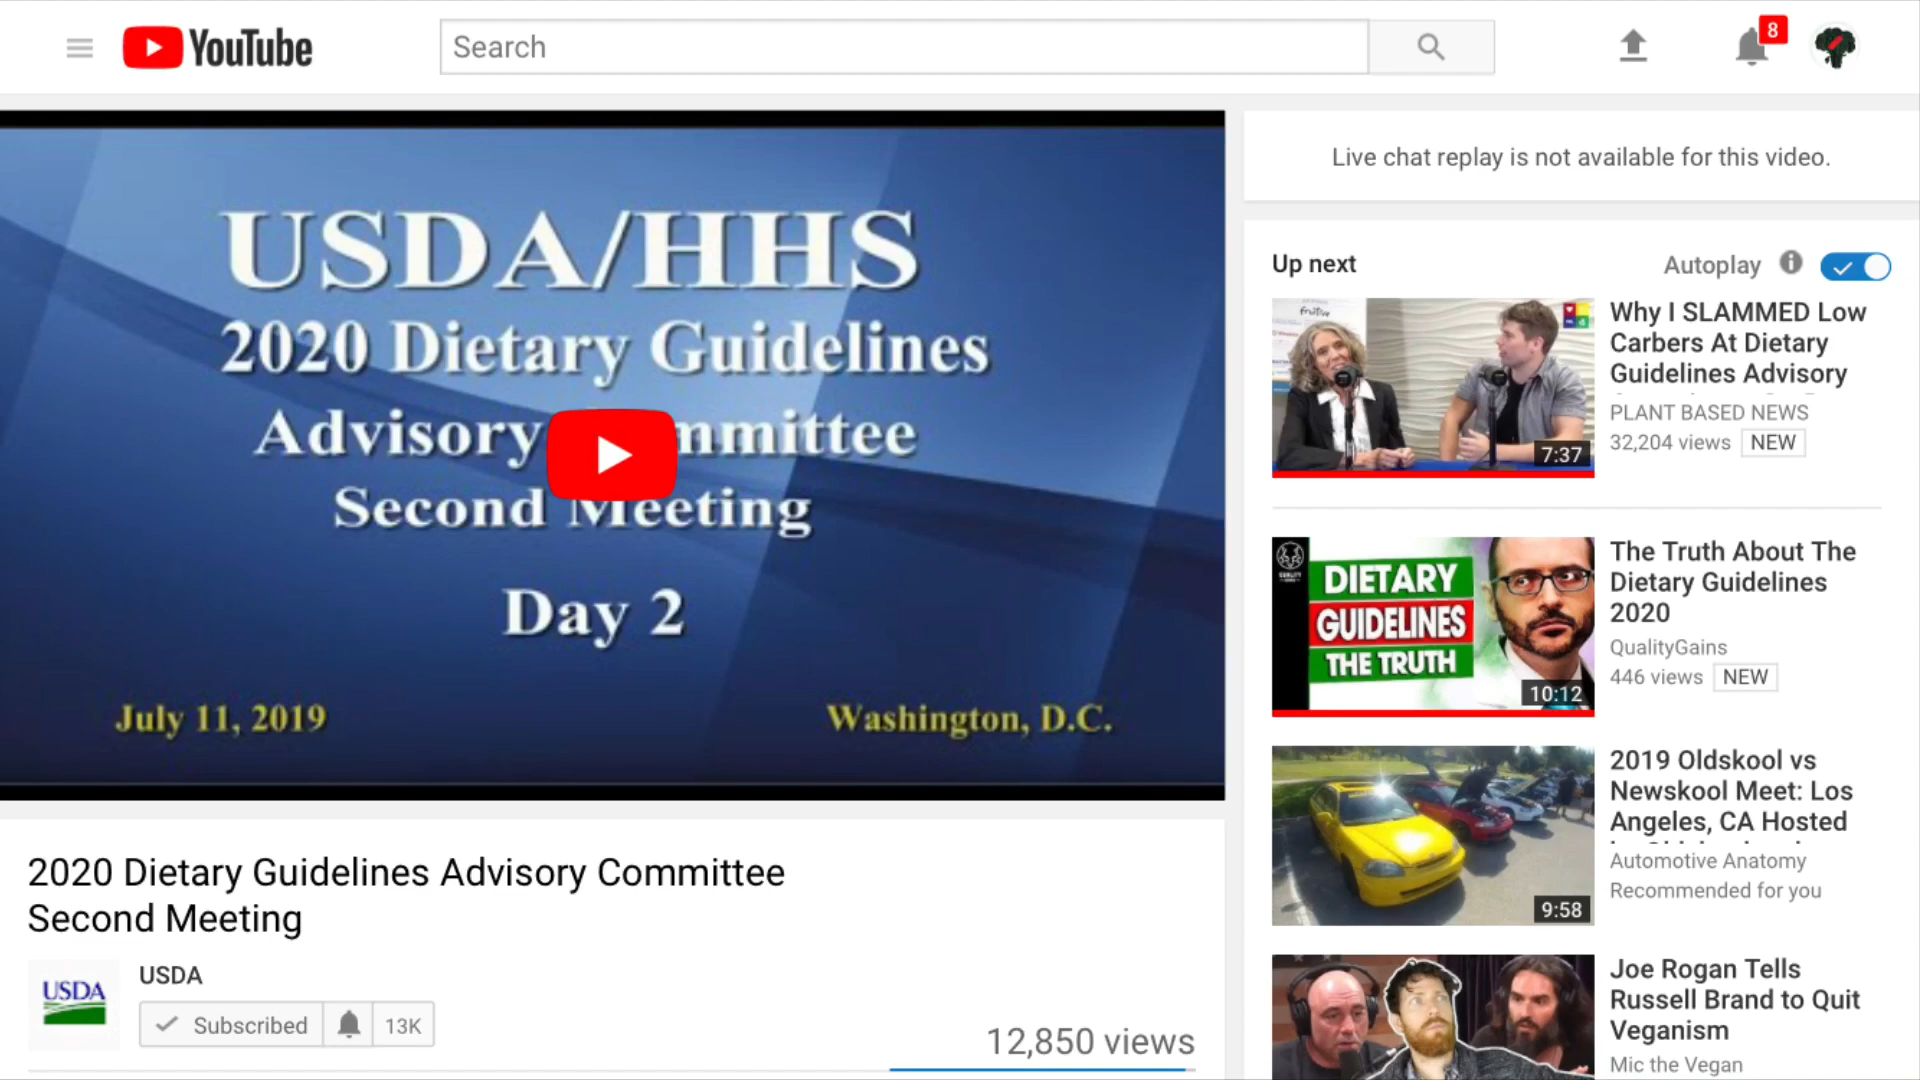 YouTube
Search
8
USDA/HHS
2020 Dietary Guidelines
Advisory mmittee
Second Meeting
Day 2
July 11, 2019
Washington, D.C.
2020 Dietary Guidelines Advisory Committee
Second Meeting
USDA
USDA
Subscribed
13K
12,850 views
Live chat replay is not available for this video.
Up next
Autoplay
fruitive
7:37
Why I SLAMMED Low
Carbers At Dietary
Guidelines Advisory
PLANT BASED NEWS
32,204 views NEW
DIETARY
GUIDELINES
THE TRUTH
10:12
The Truth About The
Dietary Guidelines
2020
QualityGains
446 views NEW
9:58
2019 Oldskool vs
Newskool Meet: Los
Angeles, CA Hosted
Automotive Anatomy
Recommended for you
Joe Rogan Tells
Russell Brand to Quit
Veganism
Mic the Vegan